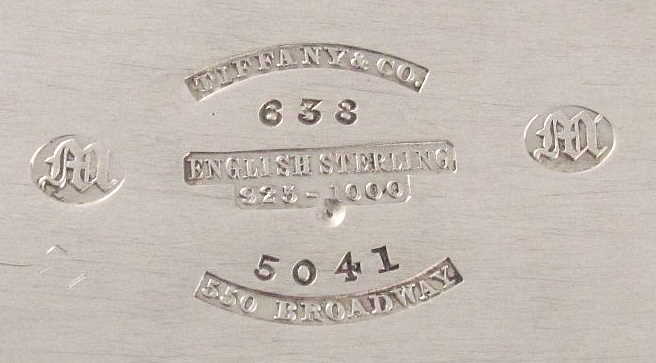 TIFFANY & CO.
638
M M
ENGLISH STERLING
925-1000
5041
550 BROADWAY